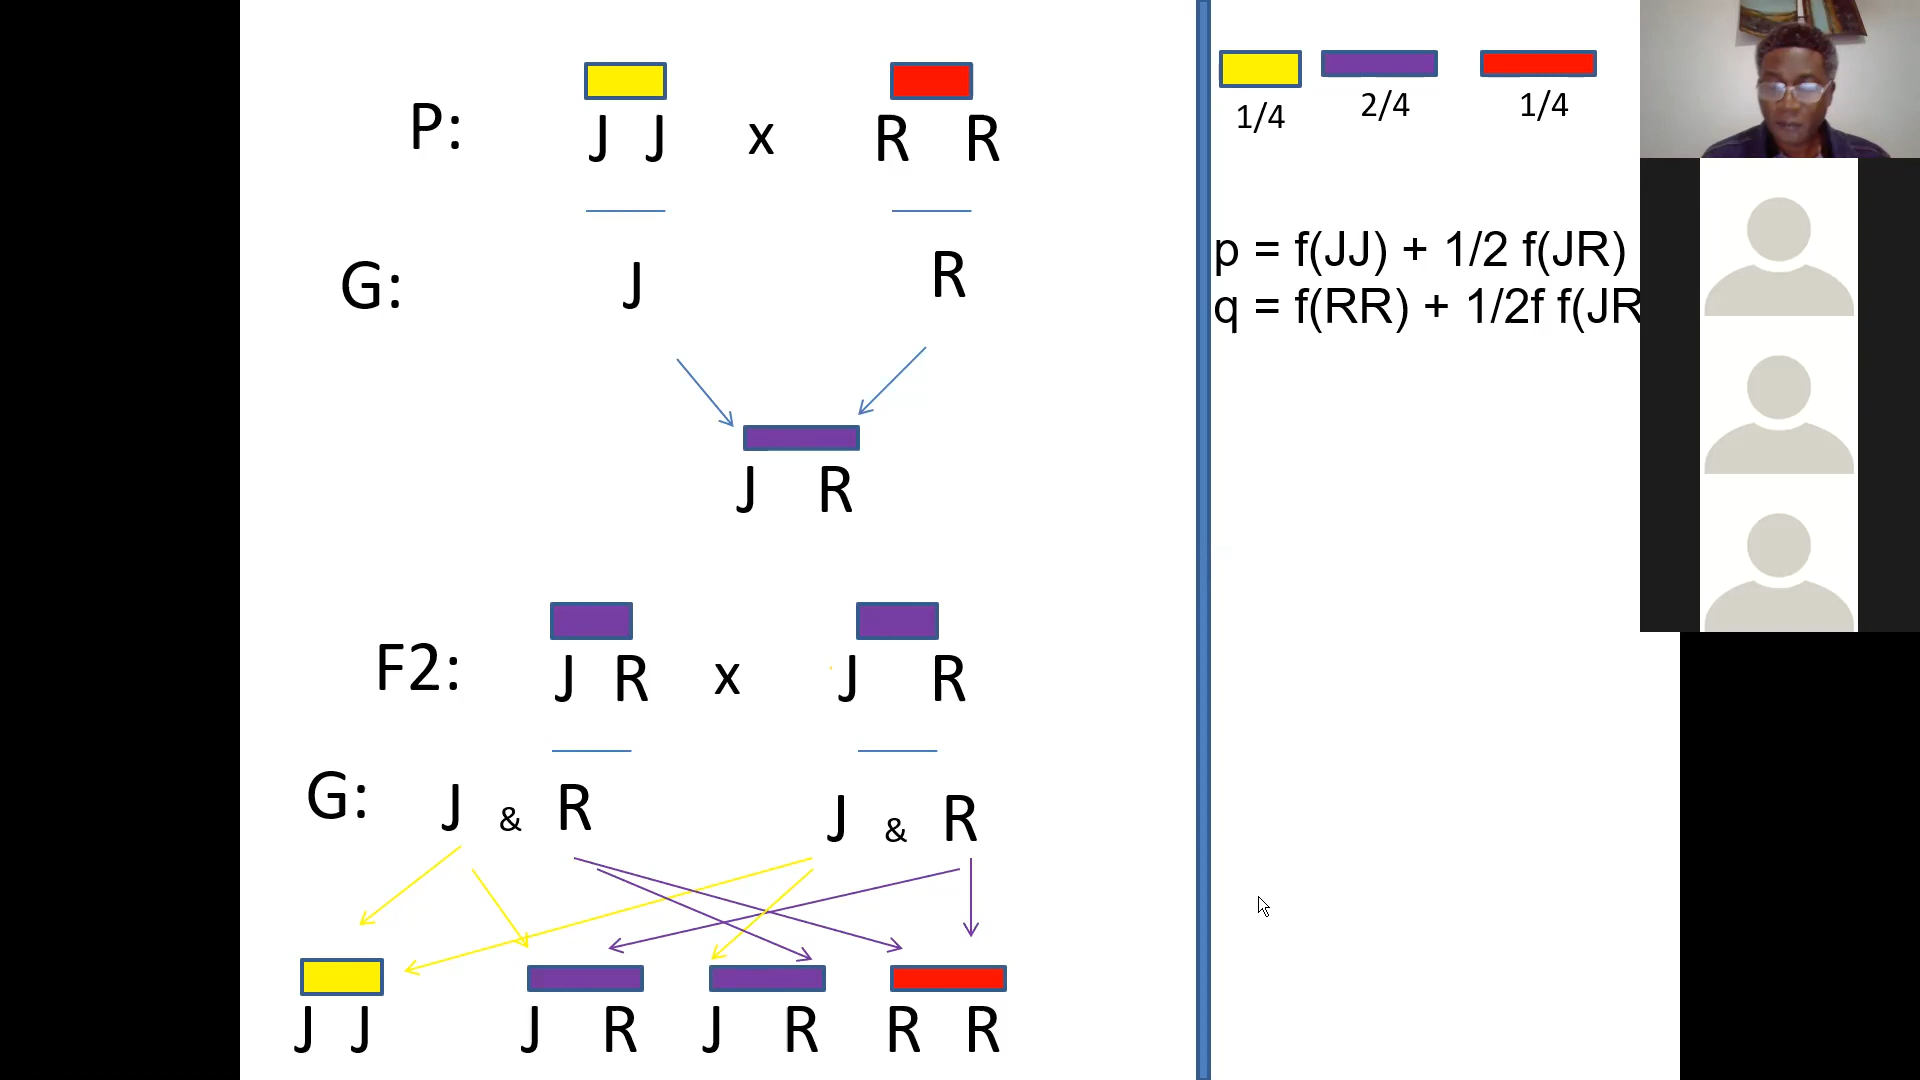 P: J J x R R
G: J R
J R
F2: J R x J R
G: J & R J & R
J J J R J R R R
1/4 2/4 1/4
p = f(JJ) + 1/2 f(JR)
q = f(RR) + 1/2f f(JR